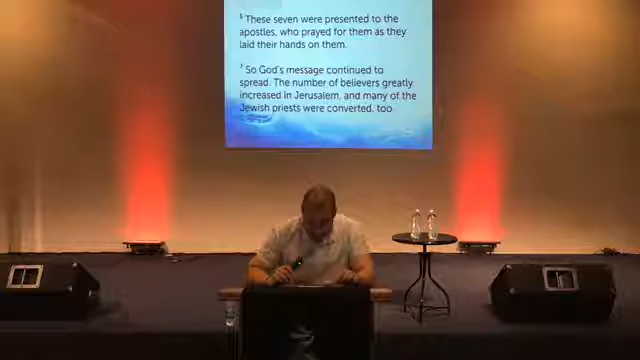 ⁶ These seven were presented to the
apostles, who prayed for them as they
laid their hands on them.
⁷ So God's message continued to
spread. The number of believers greatly
increased in Jerusalem, and many of the
Jewish priests were converted, too